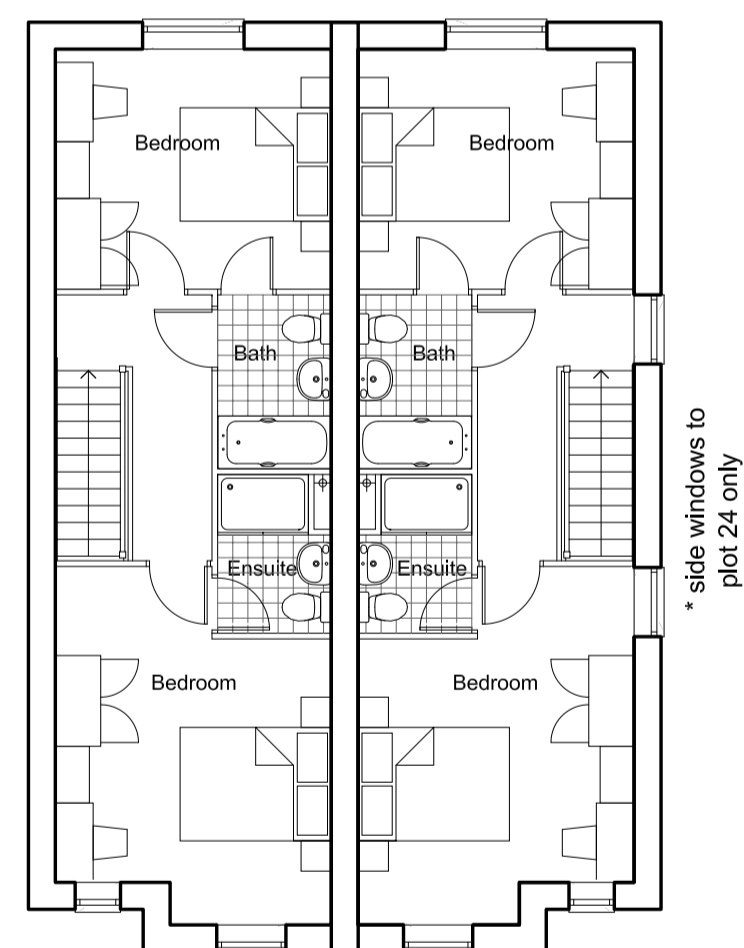 Bedroom
Bedroom
Bath
Bath
Ensuite
Ensuite
Bedroom
Bedroom
* side windows to
plot 24 only